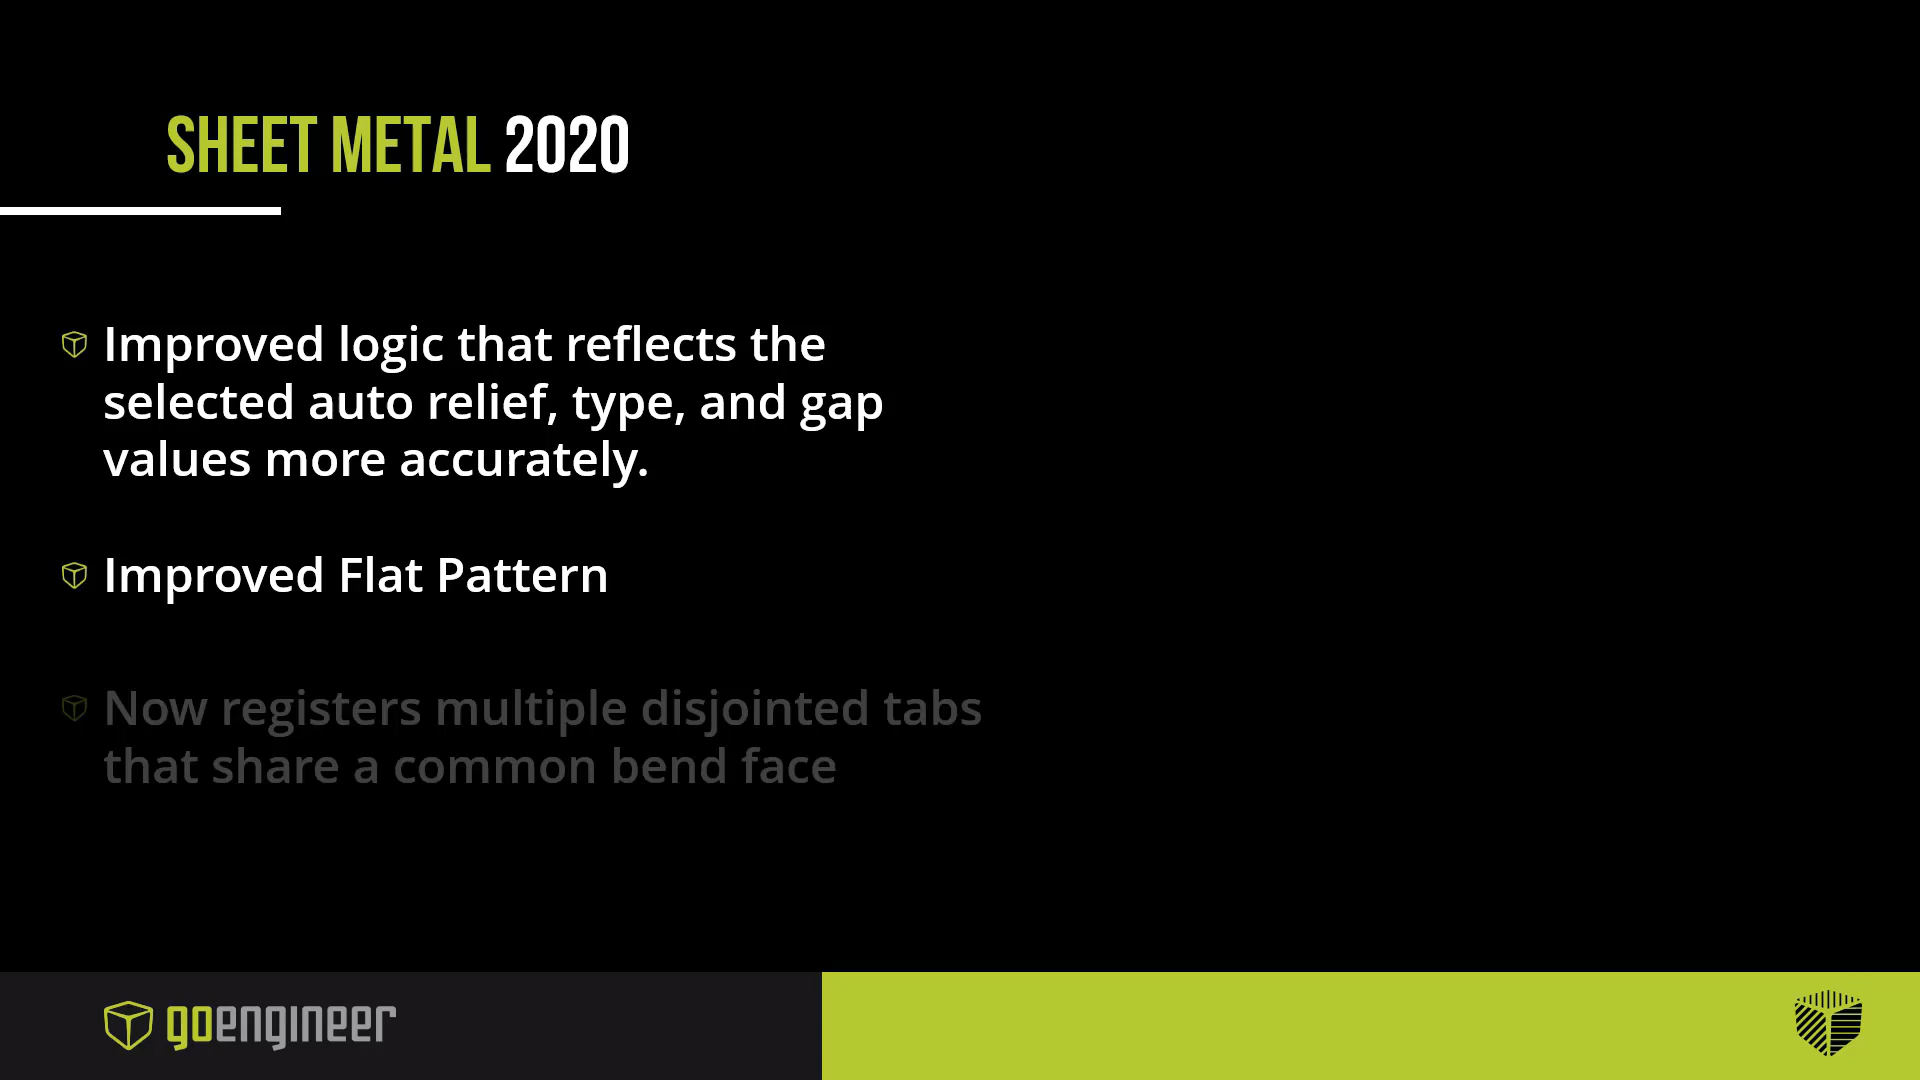 SHEET METAL 2020
Improved logic that reflects the
selected auto relief, type, and gap
values more accurately.
Improved Flat Pattern
Now registers multiple disjointed tabs
that share a common bend face
goengineer